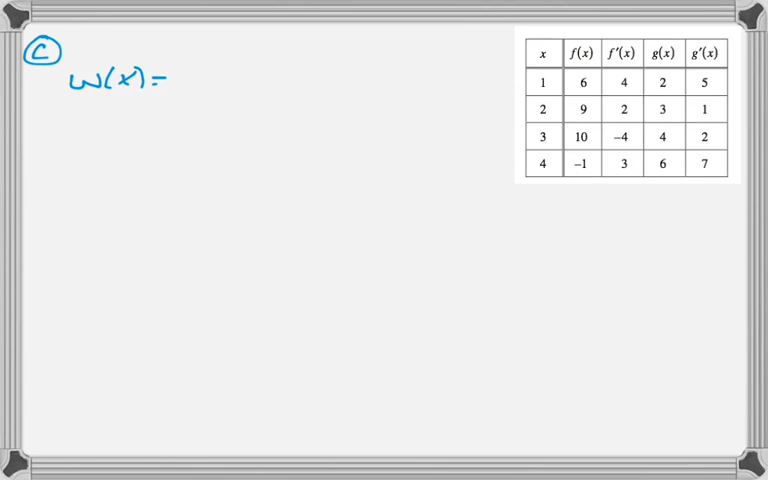 C
w(x)=
x f(x) f′(x) g(x) g′(x)
1 6 4 2 5
2 9 2 3 1
3 10 −4 4 2
4 −1 3 6 7